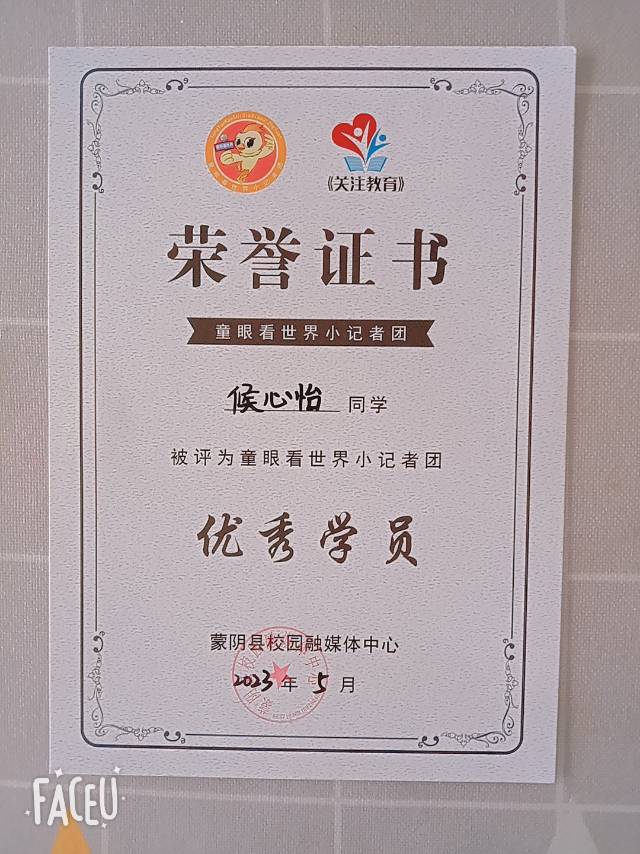 《关注教育》
荣誉证书
童眼看世界小记者团
候心怡 同学
被评为童眼看世界小记者团
优秀学员
蒙阴县校园融媒体中心
2023年5月
FACEU